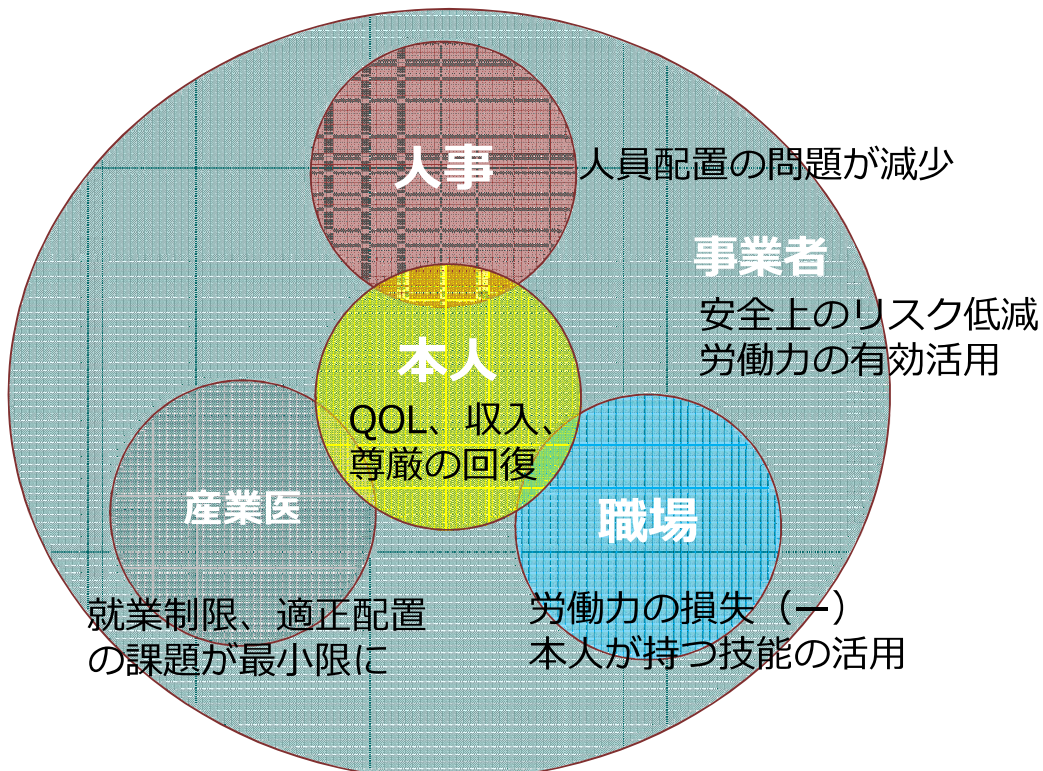 人事
人員配置の問題が減少
事業者
安全上のリスク低減
労働力の有効活用
本人
QOL、収入、
尊厳の回復
産業医
就業制限、適正配置
の課題が最小限に
職場
労働力の損失（ー）
本人が持つ技能の活用